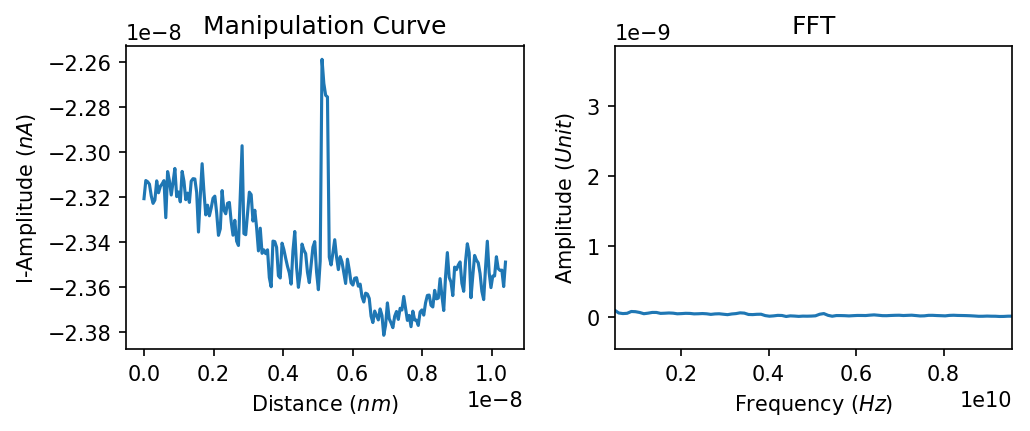 Manipulation Curve
1e−8
−2.26
−2.28
−2.30
−2.32
−2.34
−2.36
−2.38
I-Amplitude (nA)
0.0 0.2 0.4 0.6 0.8 1.0
1e−8
Distance (nm)
FFT
1e−9
3
2
1
0
Amplitude (Unit)
0.2 0.4 0.6 0.8
1e10
Frequency (Hz)